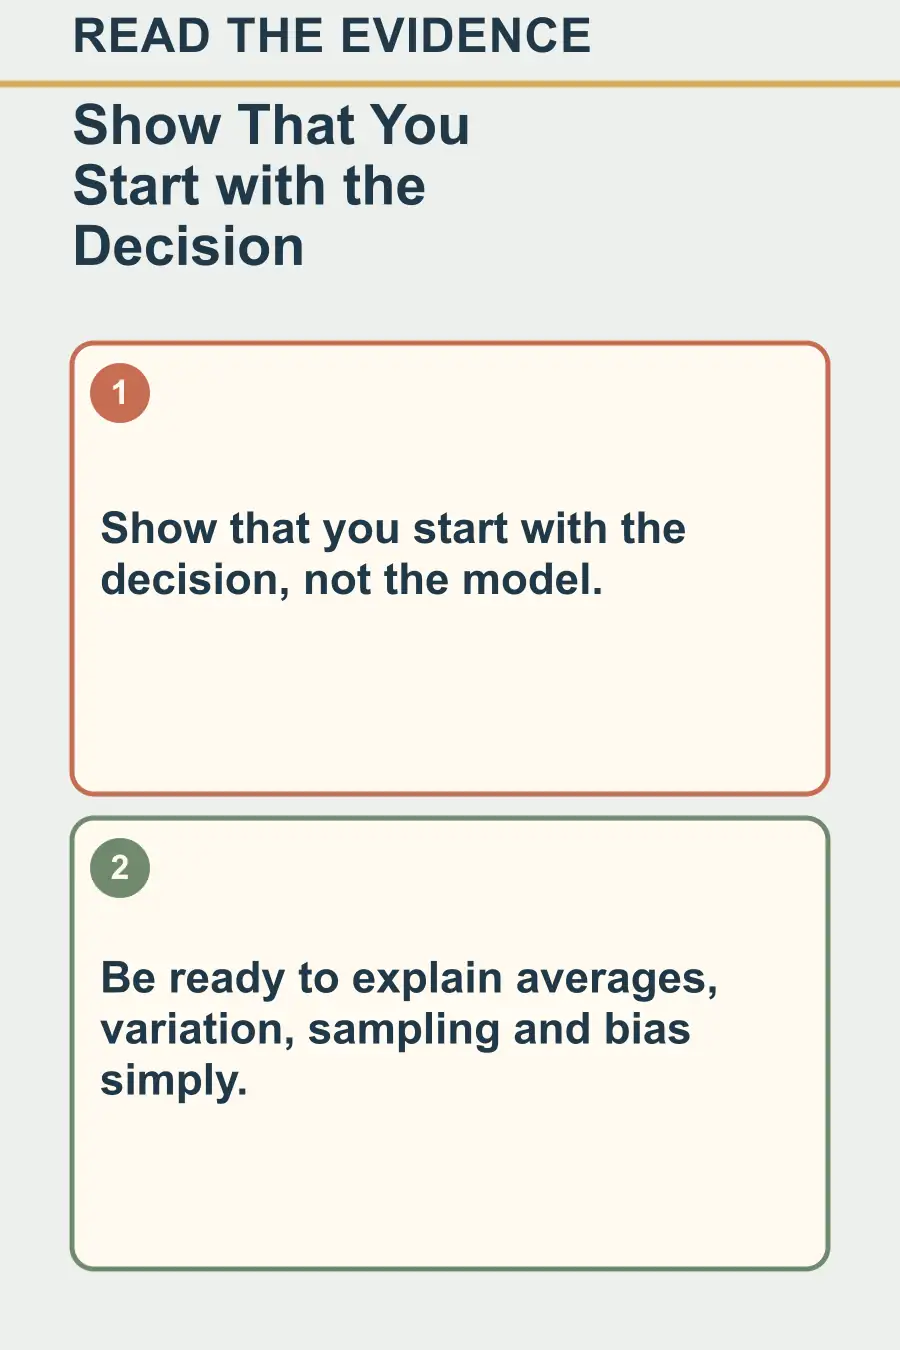 READ THE EVIDENCE
Show That You
Start with the
Decision
1
Show that you start with the
decision, not the model.
2
Be ready to explain averages,
variation, sampling and bias
simply.